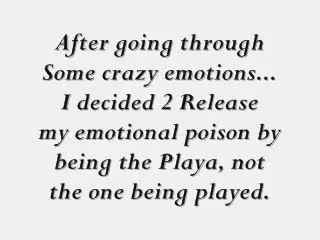 After going through
Some crazy emotions...
I decided 2 Release
my emotional poison by
being the Playa, not
the one being played.